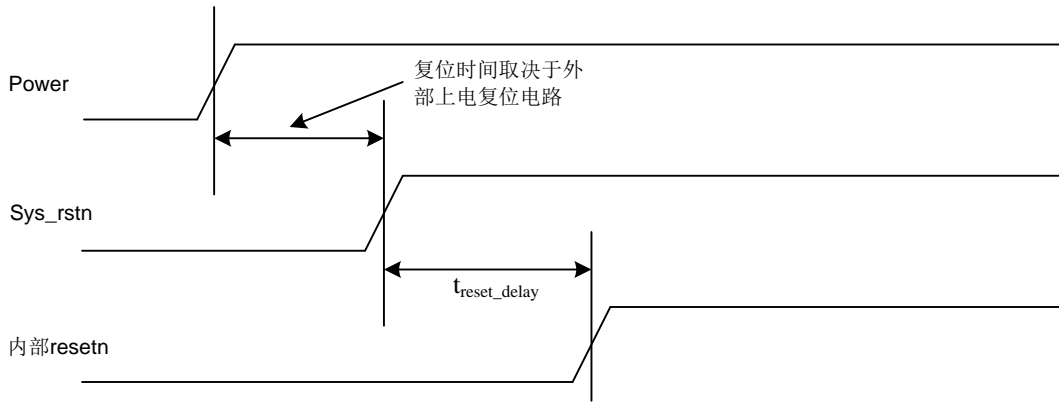 Power
复位时间取决于外
部上电复位电路
Sys_rstn
treset_delay
内部resetn